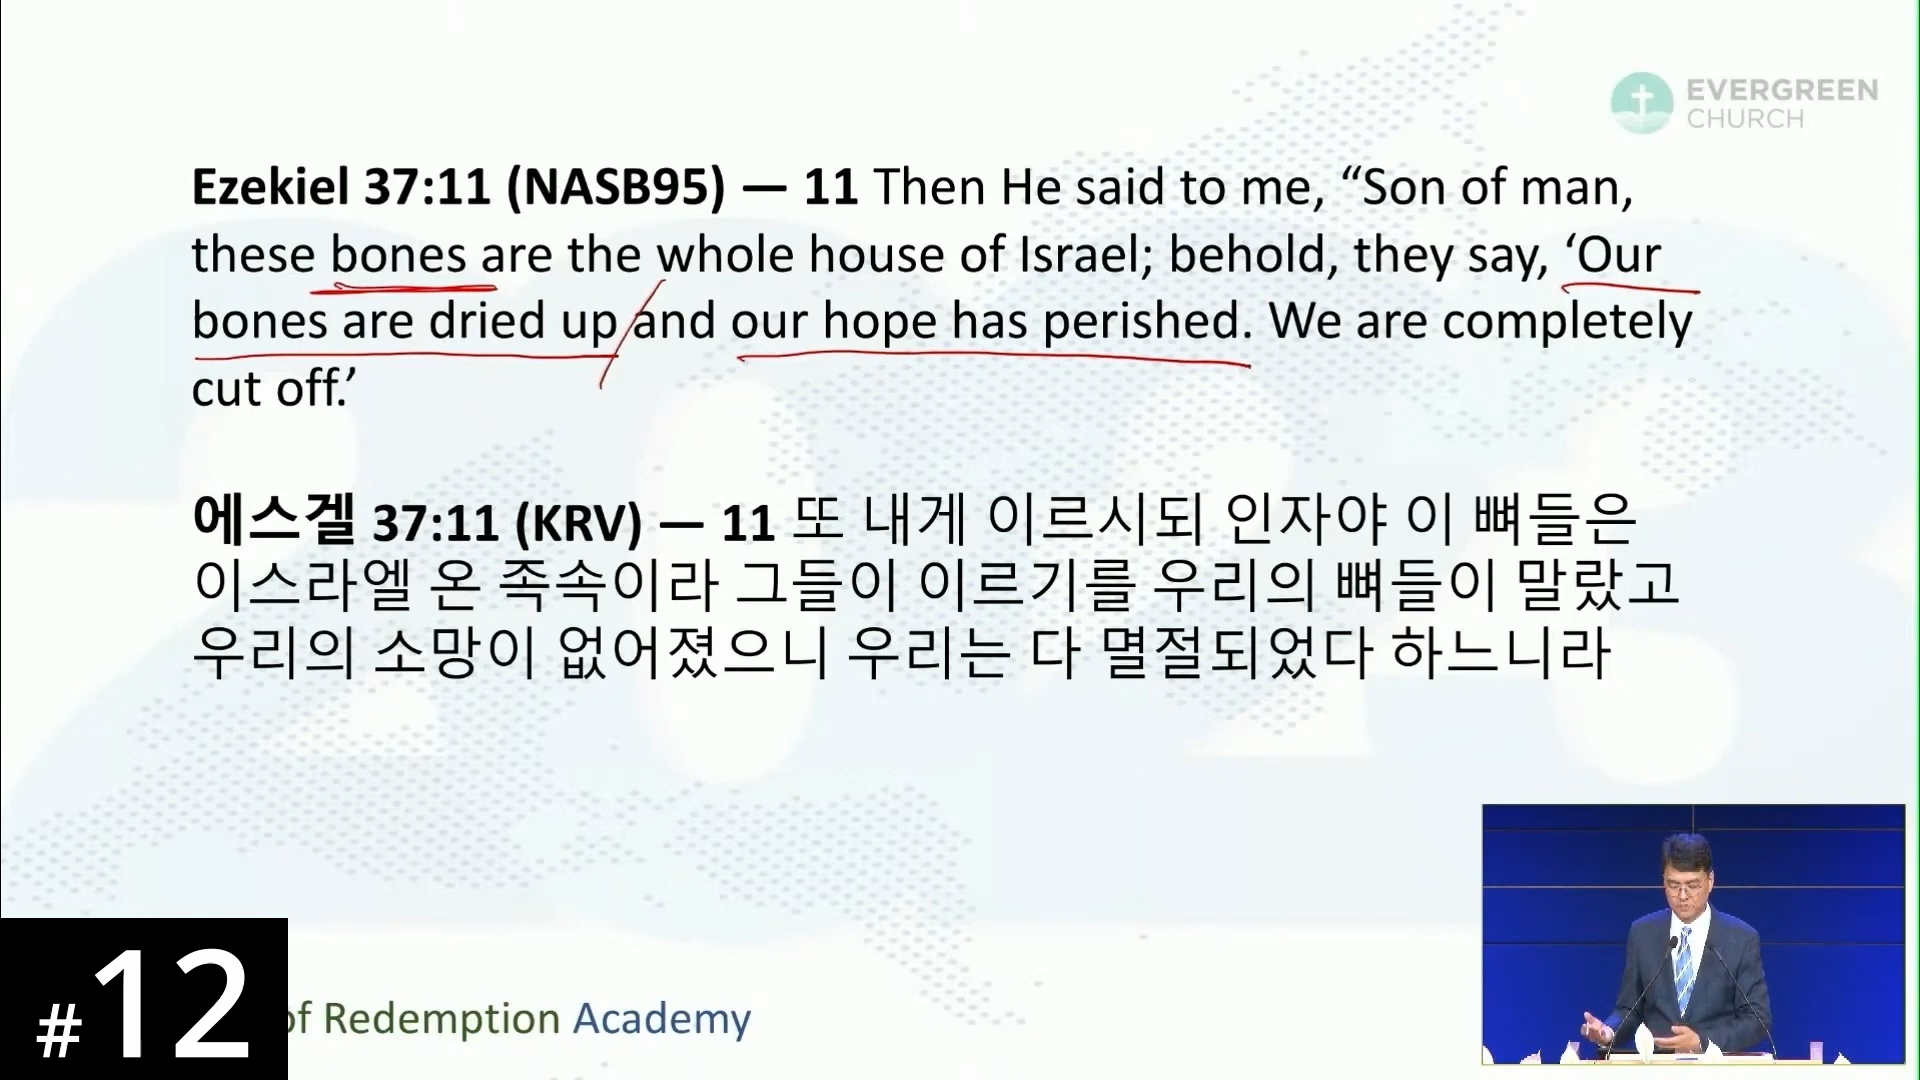 EVERGREEN
CHURCH
Ezekiel 37:11 (NASB95) — 11 Then He said to me, “Son of man,
these bones are the whole house of Israel; behold, they say, ‘Our
bones are dried up and our hope has perished. We are completely
cut off.’
에스겔 37:11 (KRV) — 11 또 내게 이르시되 인자야 이 뼈들은
이스라엘 온 족속이라 그들이 이르기를 우리의 뼈들이 말랐고
우리의 소망이 없어졌으니 우리는 다 멸절되었다 하느니라
#12
of Redemption Academy